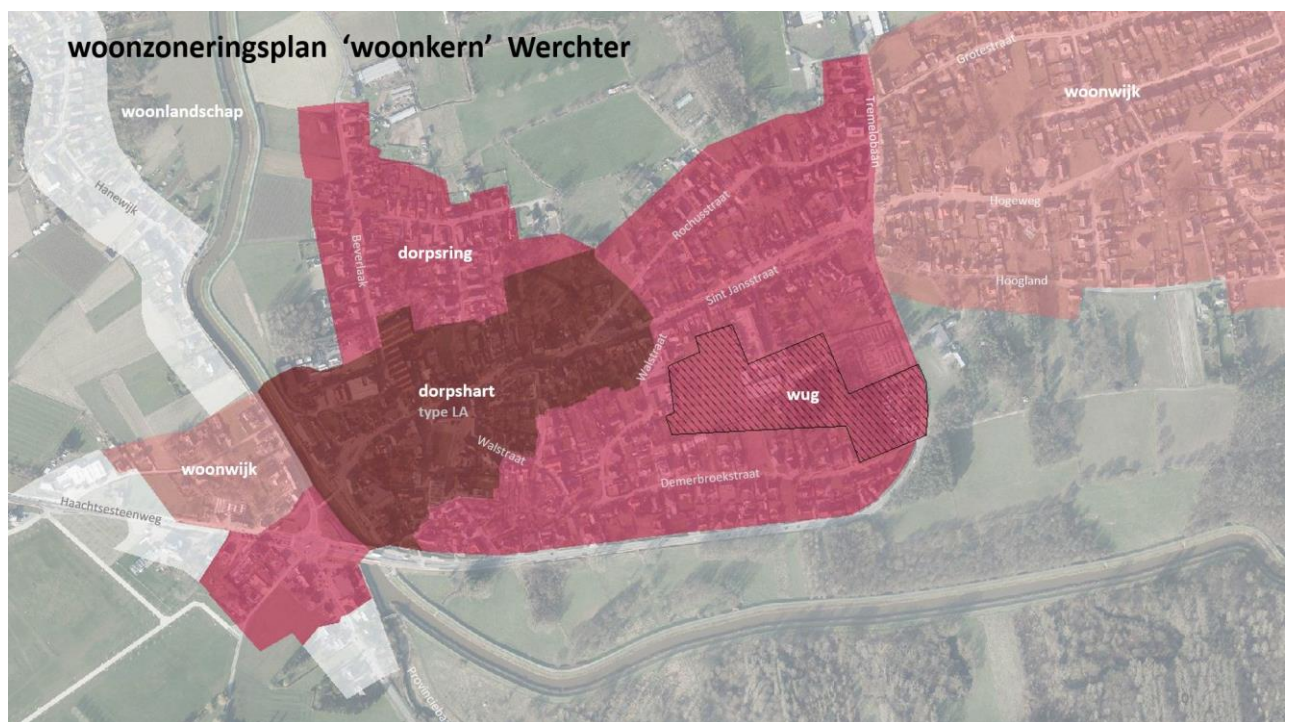 woonzoneringsplan ‘woonkern’ Werchter
Grotestraat
woonwijk
woonlandschap
Tremelobaan
Hanewijk
Rochusstraat
Hogeweg
Beverlaak
dorpsring
Sint Jansstraat
Hoogland
Walstraat
dorpshart
type LA
wug
Walstraat
woonwijk
Demerbroekstraat
Haachtsesteenweg